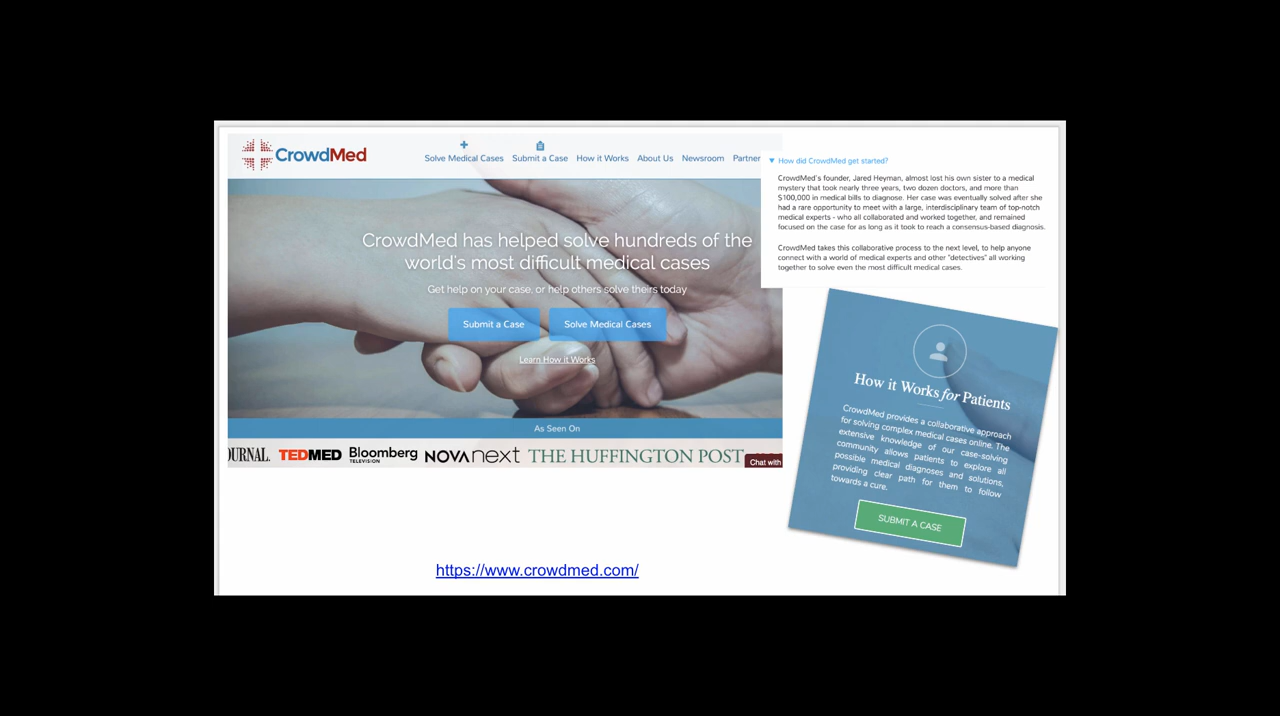 CrowdMed
Solve Medical Cases
Submit a Case
How it Works
About Us
Newsroom
Partner
CrowdMed has helped solve hundreds of the
world's most difficult medical cases
Get help on your case, or help others solve theirs today
Submit a Case
Solve Medical Cases
Learn How it Works
As Seen On
OURNAL.
TEDMED
Bloomberg
TELEVISION
NOVAnext
THE HUFFINGTON POST
Chat with
How did CrowdMed get started?
CrowdMed's founder, Jared Heyman, almost lost his own sister to a medical
mystery that took nearly three years, two dozen doctors, and more than
$100,000 in medical bills to diagnose. Her case was eventually solved after she
had a rare opportunity to meet with a large, interdisciplinary team of top-notch
medical experts - who all collaborated and worked together, and remained
focused on the case for as long as it took to reach a consensus-based diagnosis.
CrowdMed takes this collaborative process to the next level, to help anyone
connect with a world of medical experts and other "detectives" all working
together to solve even the most difficult medical cases.
How it Works for Patients
CrowdMed provides a collaborative approach
for solving complex medical cases online. The
extensive knowledge of our case-solving
community allows patients to explore all
possible medical diagnoses and solutions,
providing clear path for them to follow
towards a cure.
SUBMIT A CASE
https://www.crowdmed.com/